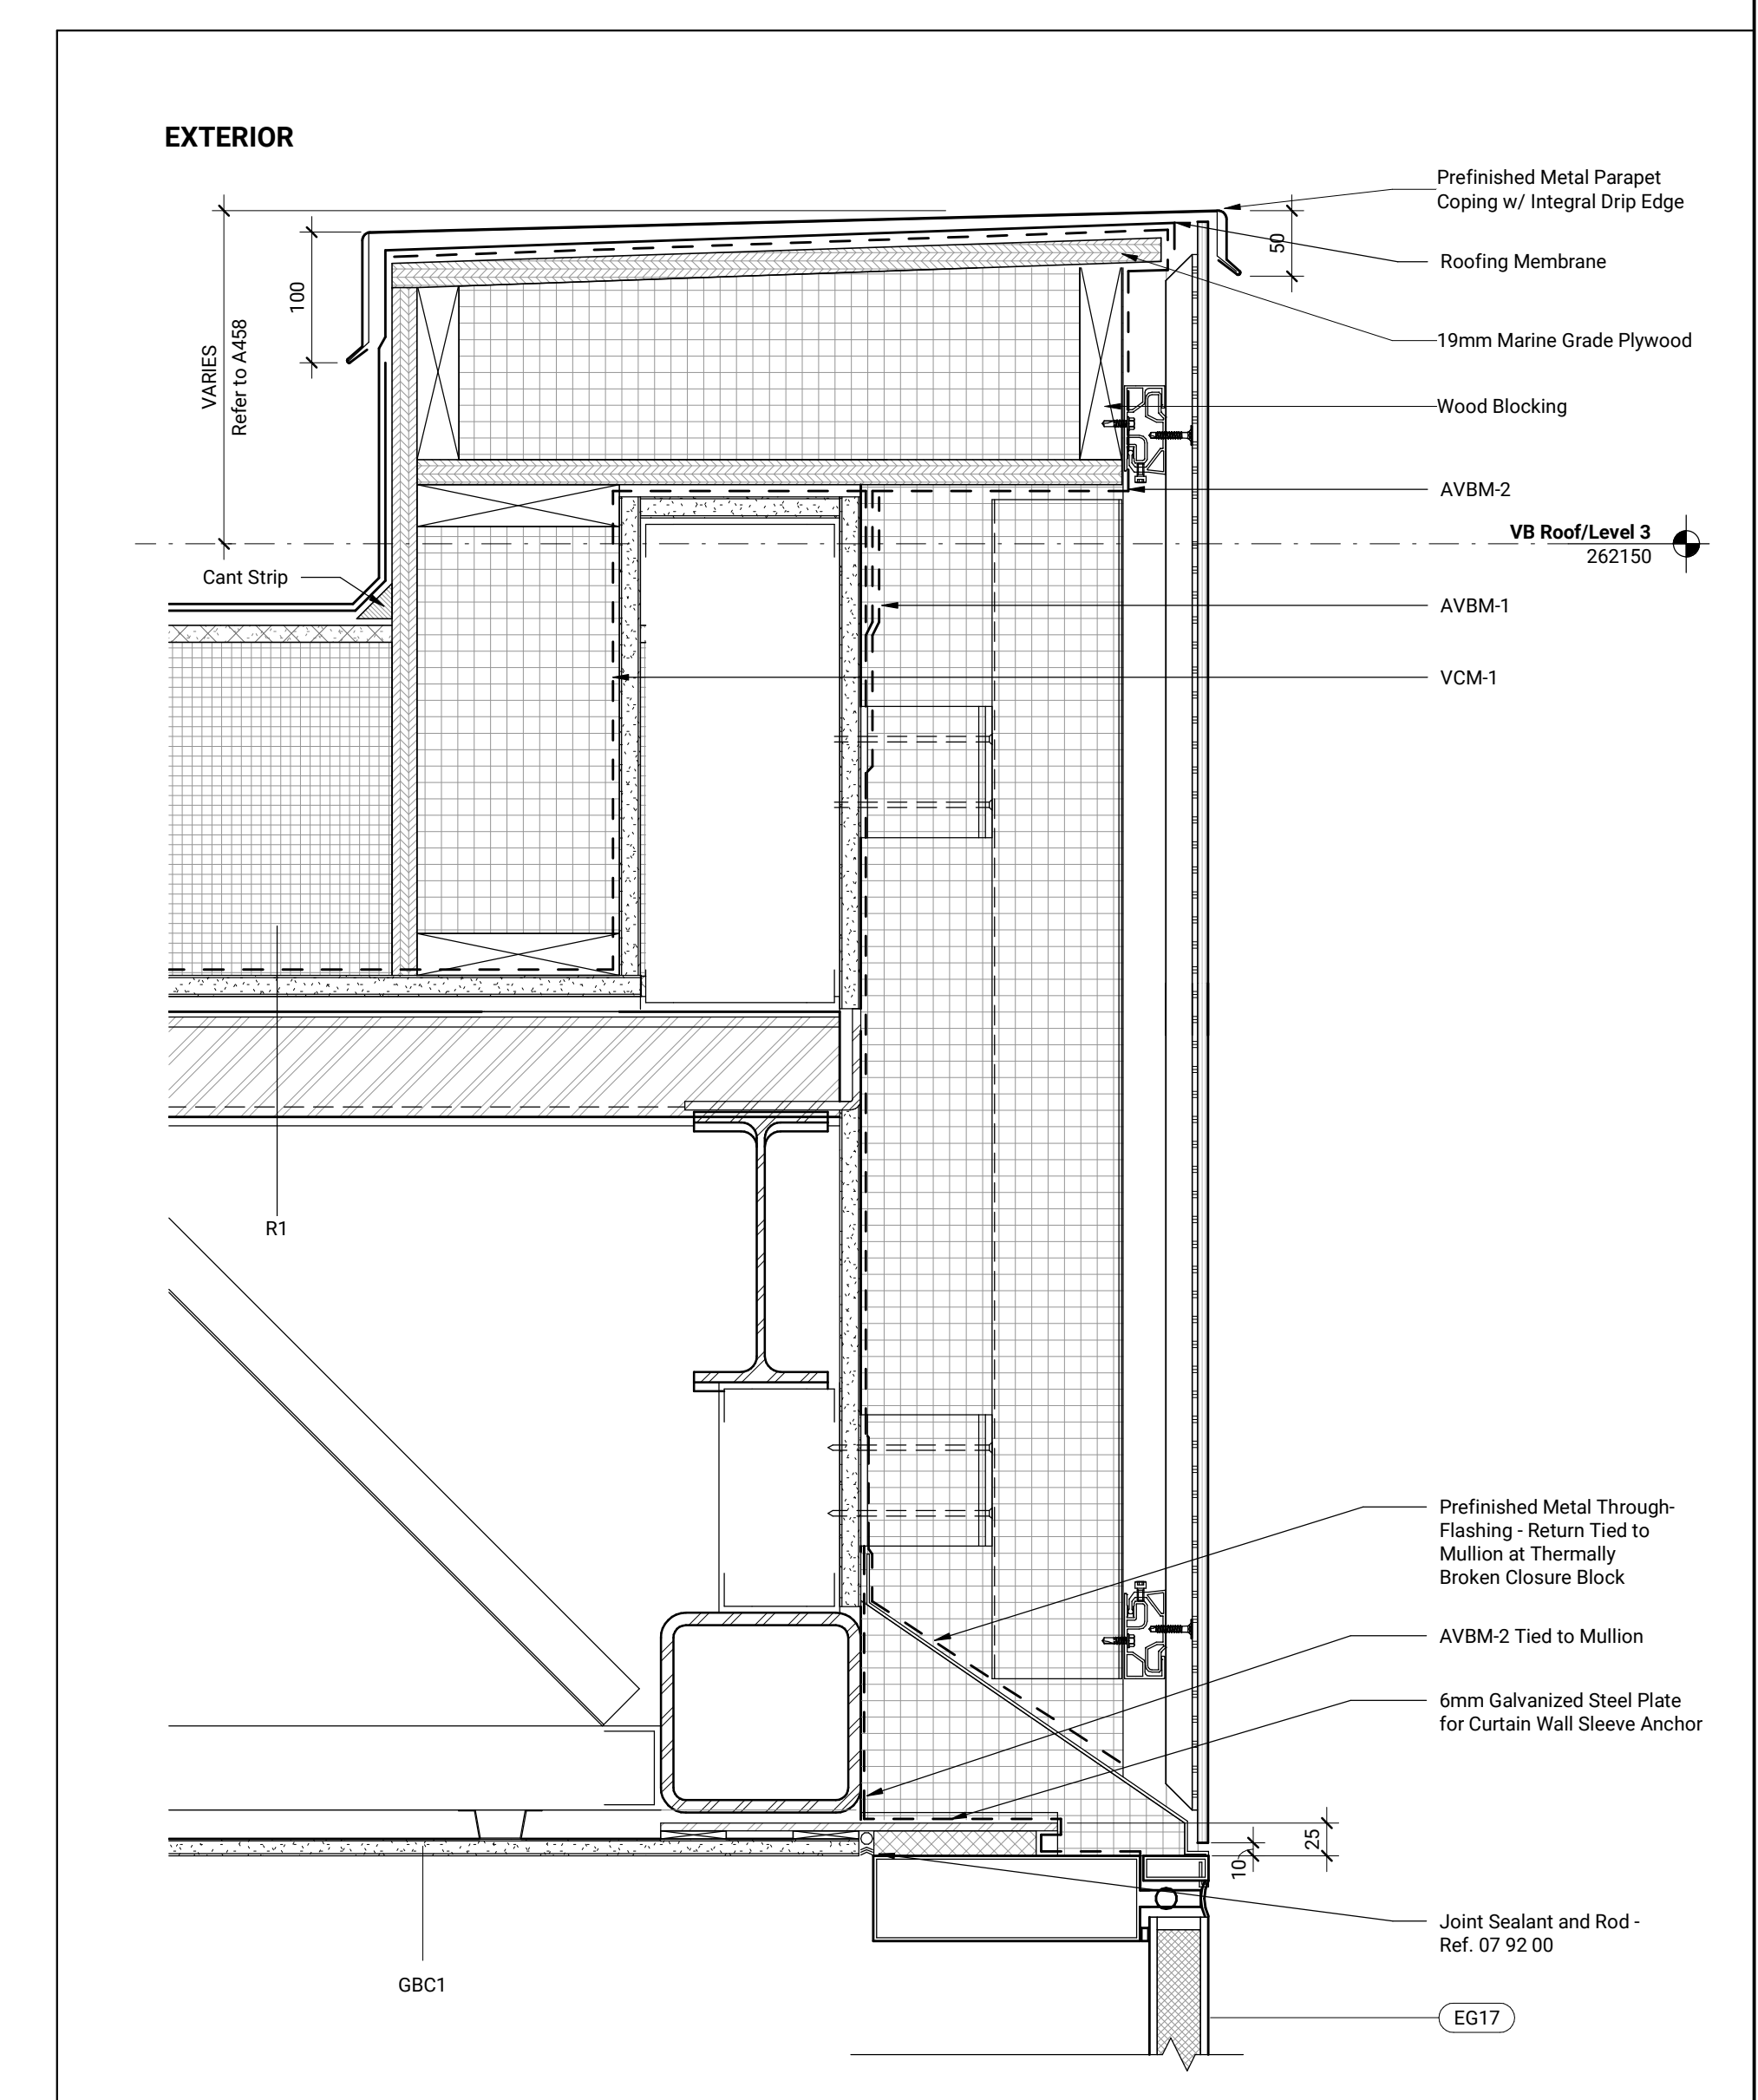 EXTERIOR
Prefinished Metal Parapet
Coping w/ Integral Drip Edge
50
Roofing Membrane
100
VARIES
Refer to A458
19mm Marine Grade Plywood
Wood Blocking
AVBM-2
VB Roof/Level 3
262150
Cant Strip
AVBM-1
VCM-1
R1
Prefinished Metal Through-
Flashing - Return Tied to
Mullion at Thermally
Broken Closure Block
AVBM-2 Tied to Mullion
6mm Galvanized Steel Plate
for Curtain Wall Sleeve Anchor
25
10
Joint Sealant and Rod -
Ref. 07 92 00
GBC1
EG17